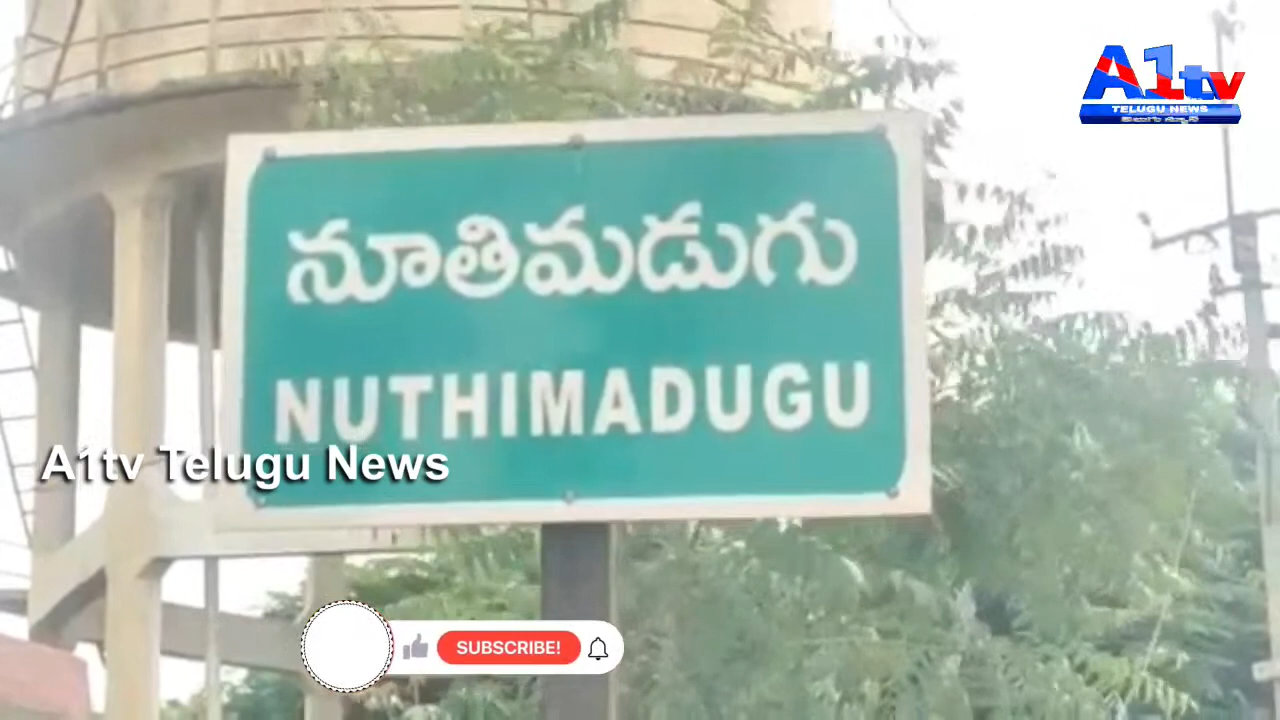 A1tv
TELUGU NEWS
నూతిమడుగు
NUTHIMADUGU
A1tv Telugu News
SUBSCRIBE!